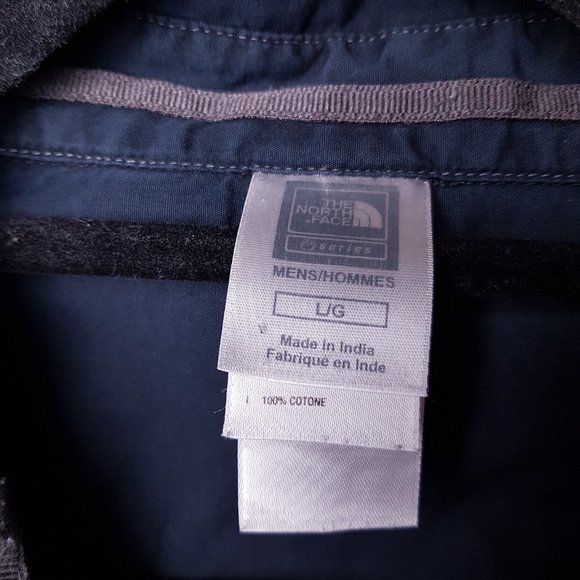 THE
NORTH
FACE
series
MENS/HOMMES
L/G
Made in India
Fabriqué en Inde
I 100% COTONE